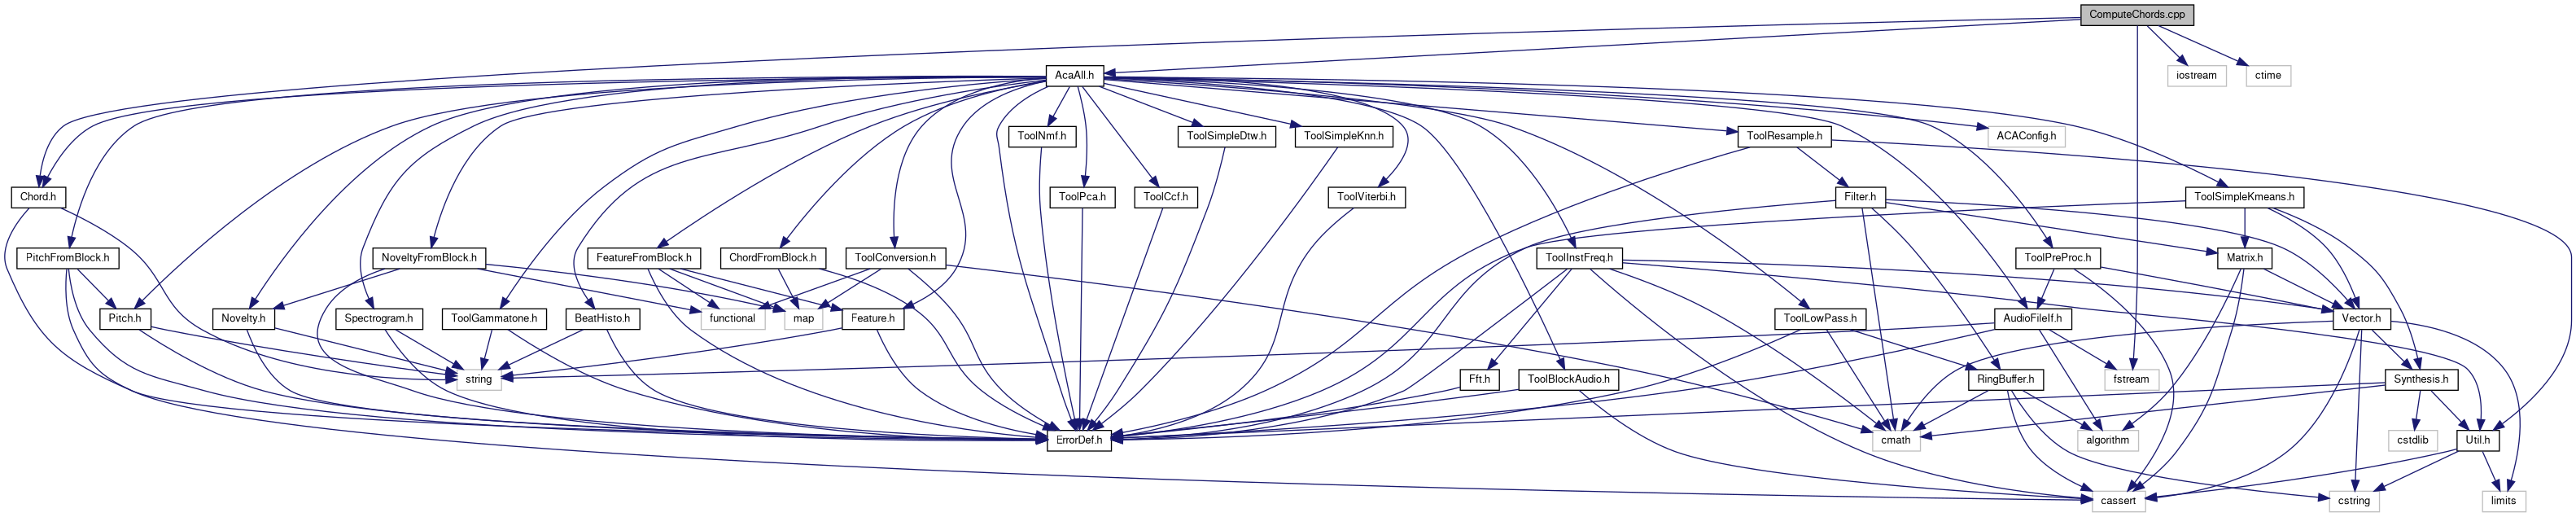 ComputeChords.cpp
AcaAll.h
iostream
ctime
ToolNmf.h
ToolSimpleDtw.h
ToolSimpleKnn.h
ToolResample.h
ACAConfig.h
Chord.h
ToolPca.h
ToolCcf.h
ToolViterbi.h
Filter.h
ToolSimpleKmeans.h
PitchFromBlock.h
NoveltyFromBlock.h
FeatureFromBlock.h
ChordFromBlock.h
ToolConversion.h
ToolInstFreq.h
ToolPreProc.h
Matrix.h
Pitch.h
Novelty.h
Spectrogram.h
ToolGammatone.h
BeatHisto.h
functional
map
Feature.h
ToolLowPass.h
AudioFileIf.h
Vector.h
string
Fft.h
ToolBlockAudio.h
RingBuffer.h
fstream
Synthesis.h
ErrorDef.h
cmath
algorithm
cstdlib
Util.h
cassert
cstring
limits